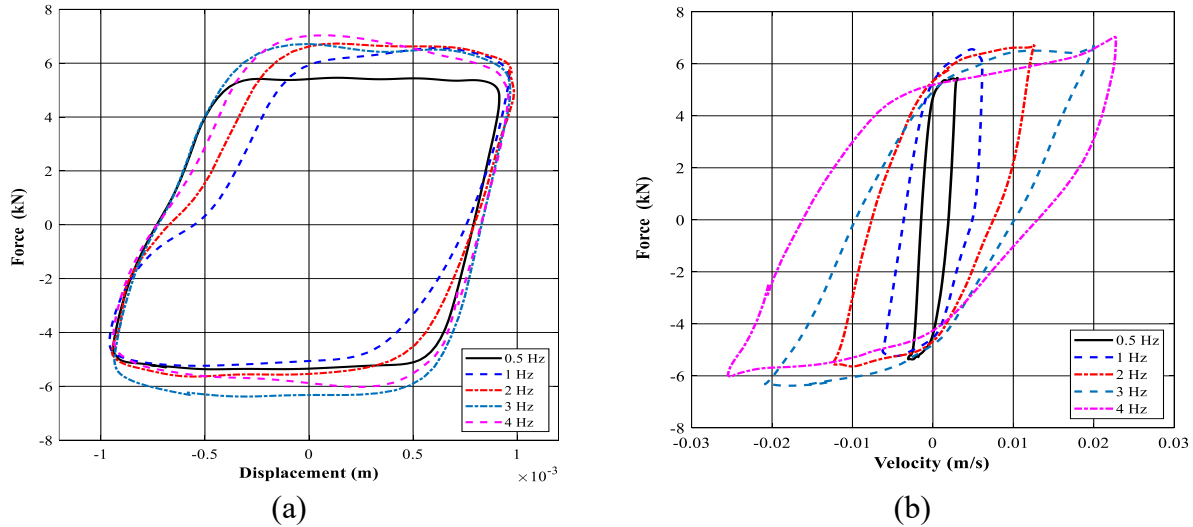 8
6
4
2
0
-2
-4
-6
-8
Force (kN)
-1
-0.5
0
0.5
1
×10⁻³
Displacement (m)
0.5 Hz
1 Hz
2 Hz
3 Hz
4 Hz
(a)
8
6
4
2
0
-2
-4
-6
-8
Force (kN)
-0.03
-0.02
-0.01
0
0.01
0.02
0.03
Velocity (m/s)
0.5 Hz
1 Hz
2 Hz
3 Hz
4 Hz
(b)